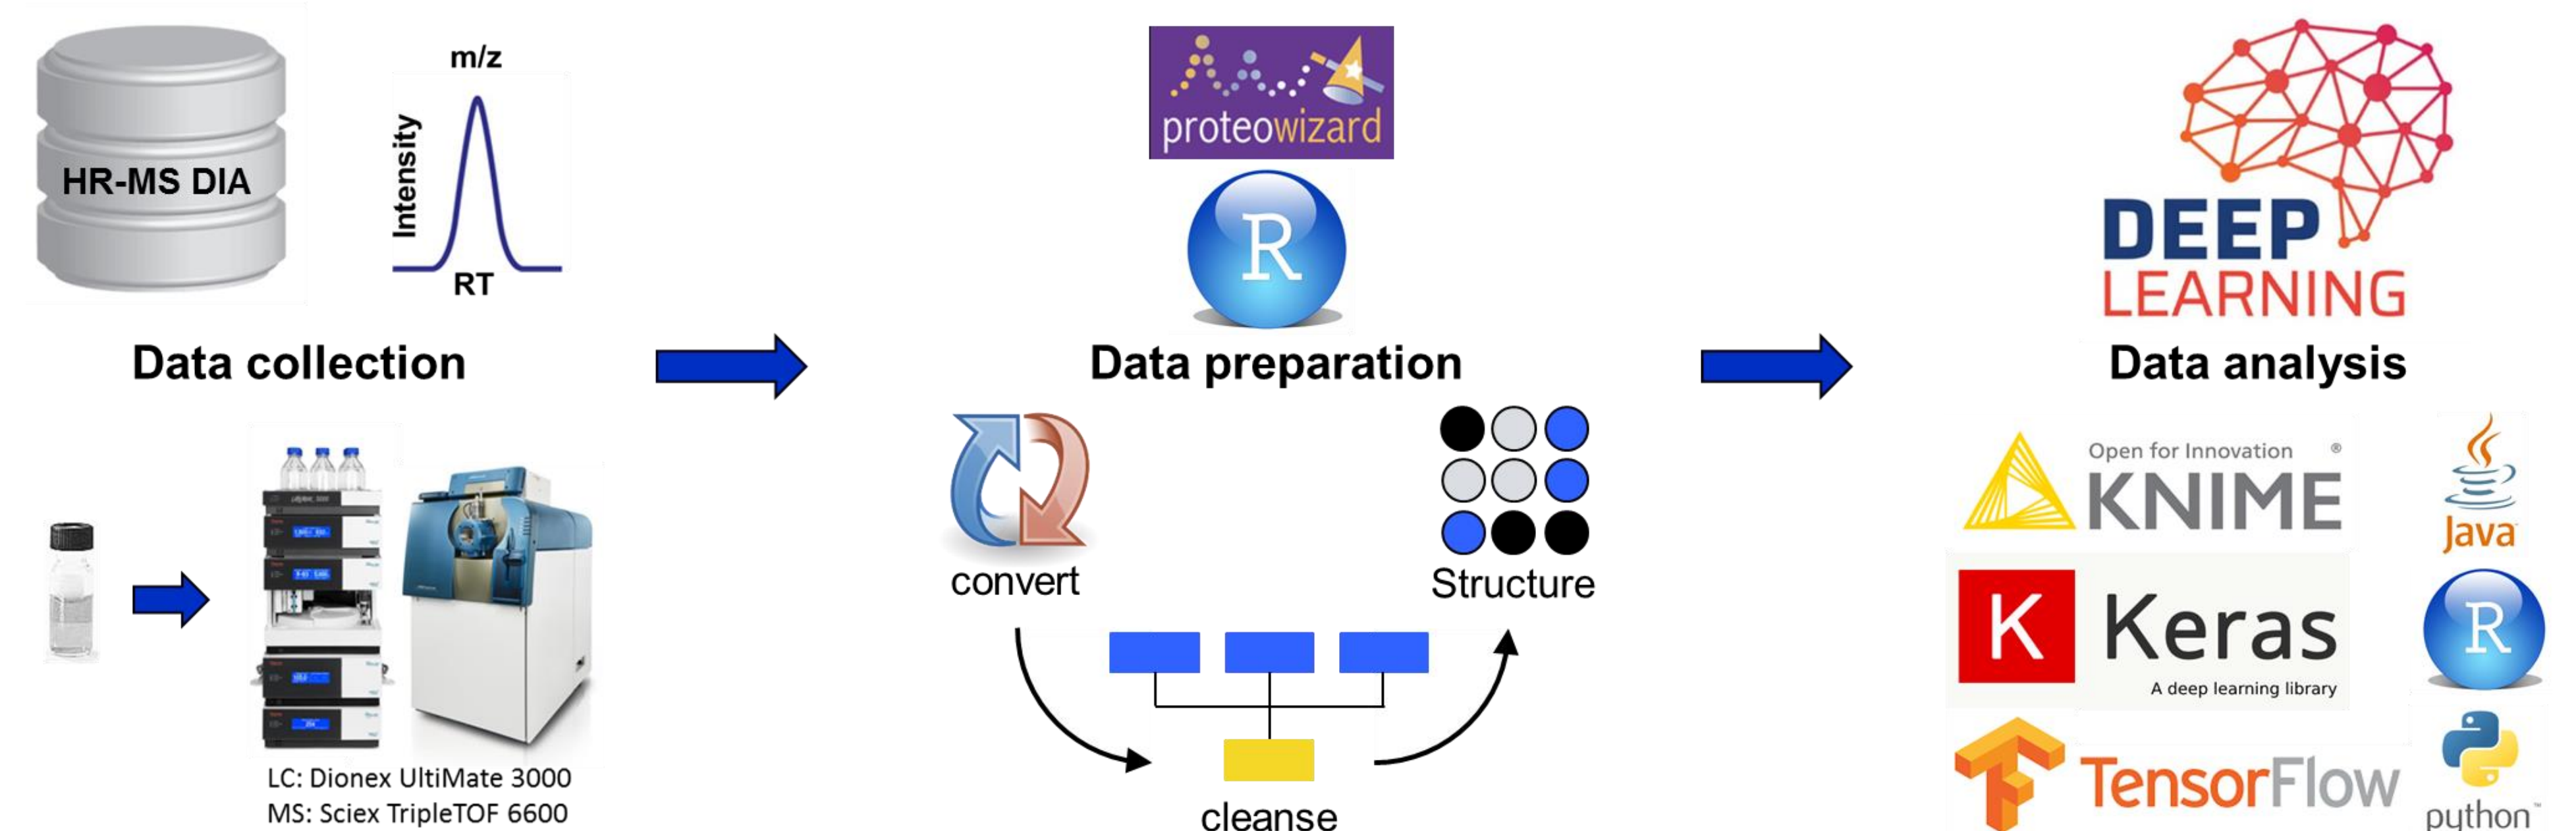 HR-MS DIA
m/z
Intensity
RT
Data collection
LC: Dionex UltiMate 3000
MS: Sciex TripleTOF 6600
proteowizard
R
Data preparation
convert
Structure
cleanse
DEEP
LEARNING
Data analysis
Open for Innovation ®
KNIME
Java
K Keras
A deep learning library
R
TensorFlow
python™